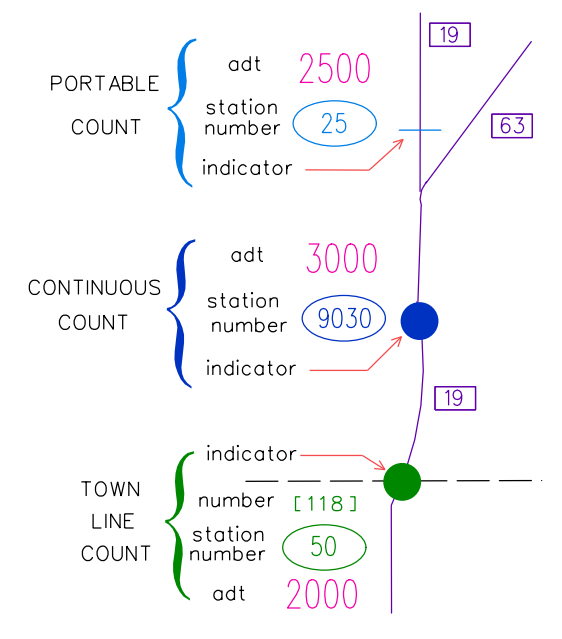 19
adt 2500
PORTABLE
COUNT
station
number 25
63
indicator
adt 3000
CONTINUOUS
COUNT
station
number 9030
indicator
19
indicator
TOWN
LINE
COUNT
number [118]
station
number 50
adt 2000